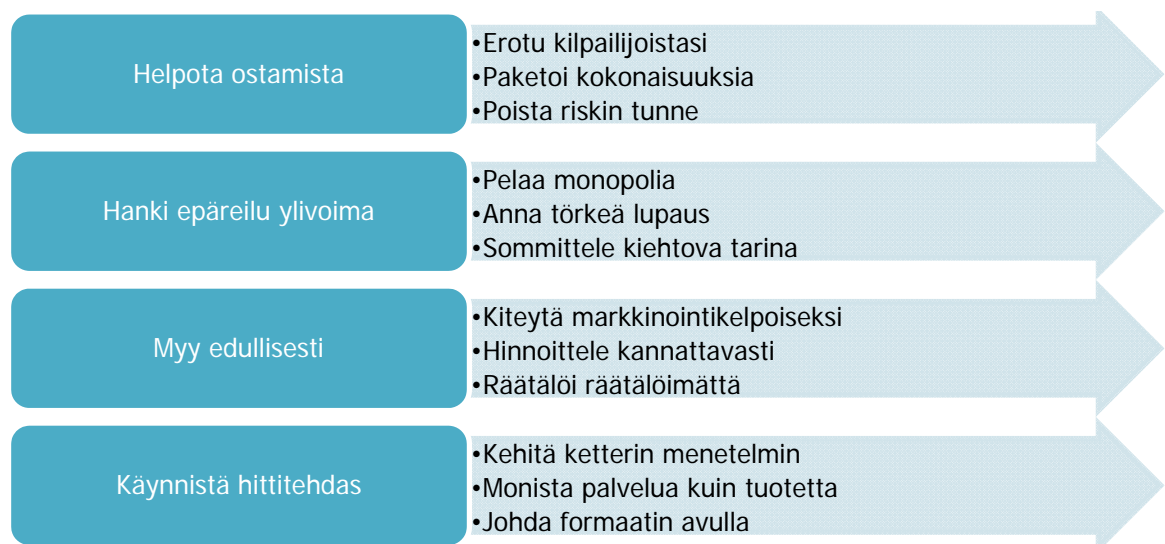 Helpota ostamista
•Erotu kilpailijoistasi
•Paketoi kokonaisuuksia
•Poista riskin tunne
Hanki epäreilu ylivoima
•Pelaa monopolia
•Anna törkeä lupaus
•Sommittele kiehtova tarina
Myy edullisesti
•Kiteytä markkinointikelpoiseksi
•Hinnoittele kannattavasti
•Räätälöi räätälöimättä
Käynnistä hittitehdas
•Kehitä ketterin menetelmin
•Monista palvelua kuin tuotetta
•Johda formaatin avulla